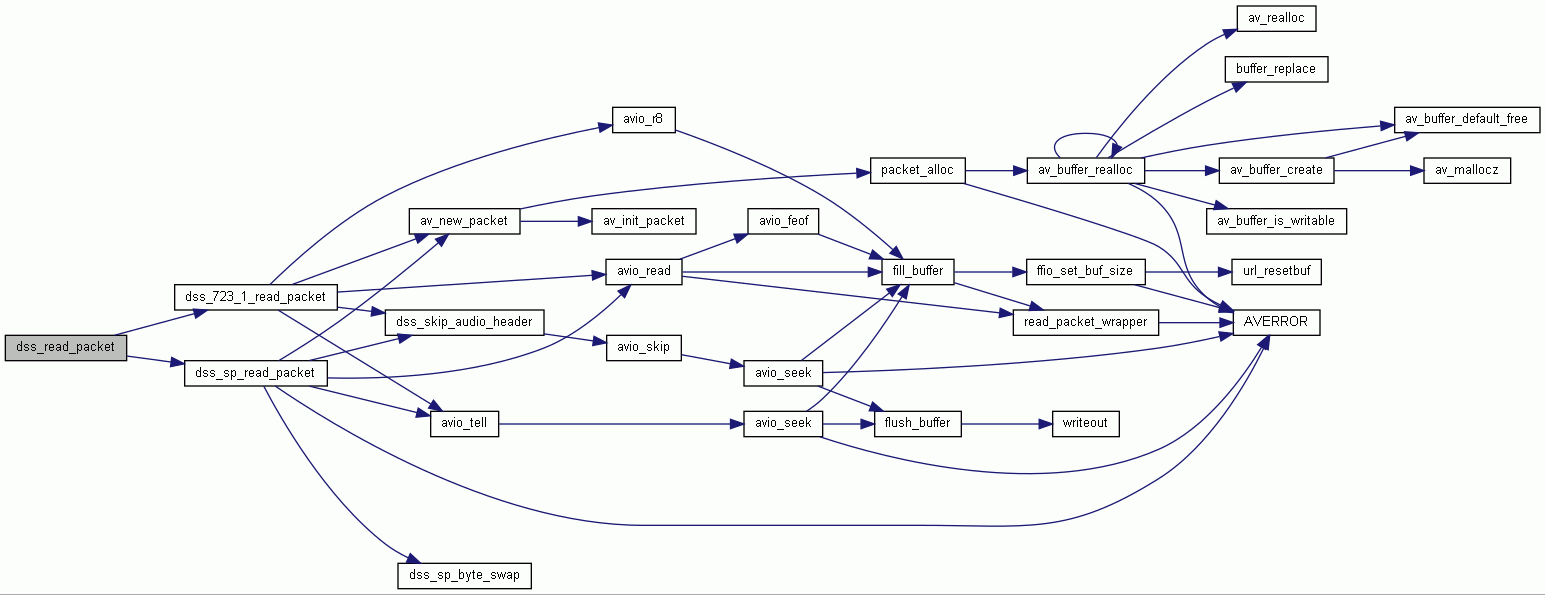 av_realloc
buffer_replace
avio_r8
av_buffer_default_free
packet_alloc
av_buffer_realloc
av_buffer_create
av_mallocz
av_new_packet
av_init_packet
avio_feof
av_buffer_is_writable
avio_read
fill_buffer
ffio_set_buf_size
url_resetbuf
dss_723_1_read_packet
dss_skip_audio_header
read_packet_wrapper
AVERROR
dss_read_packet
avio_skip
dss_sp_read_packet
avio_seek
avio_tell
avio_seek
flush_buffer
writeout
dss_sp_byte_swap